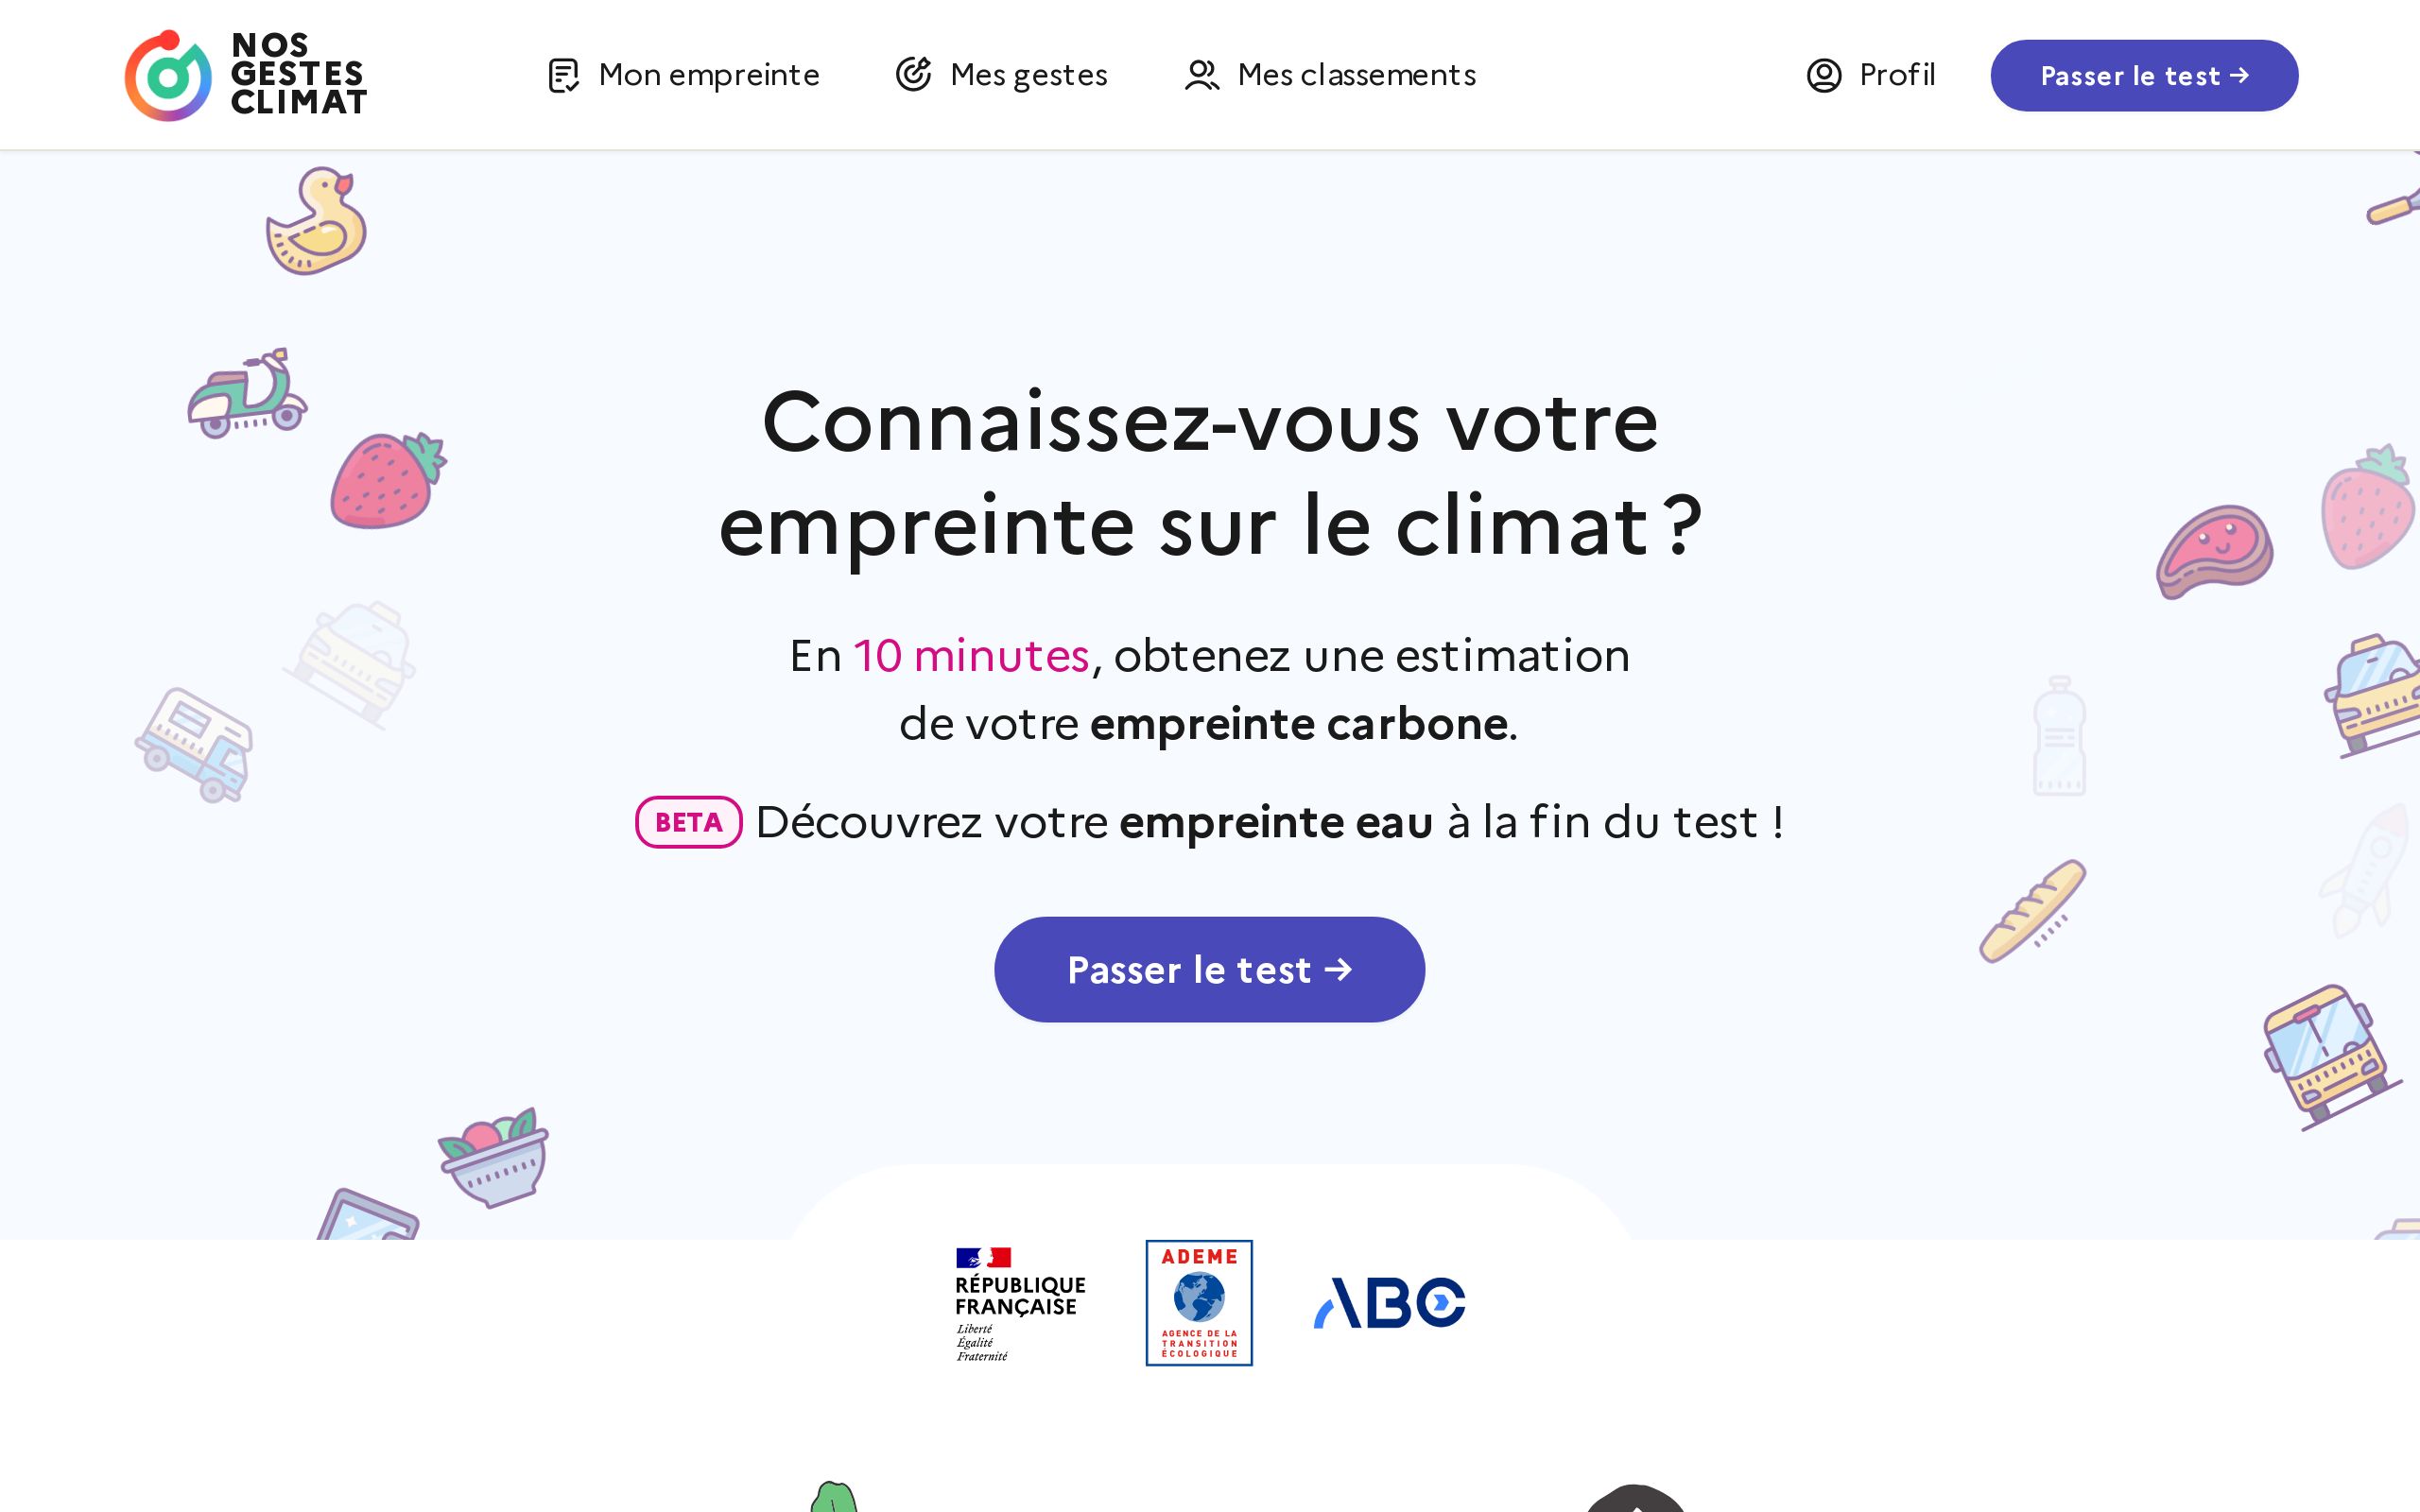 NOS
GESTES
CLIMAT
Mon empreinte
Mes gestes
Mes classements
Profil
Passer le test →
Connaissez-vous votre
empreinte sur le climat ?
En 10 minutes, obtenez une estimation
de votre empreinte carbone.
BETA Découvrez votre empreinte eau à la fin du test !
Passer le test →
RÉPUBLIQUE
FRANÇAISE
Liberté
Égalité
Fraternité
ADEME
AGENCE DE LA
TRANSITION
ÉCOLOGIQUE
ABC